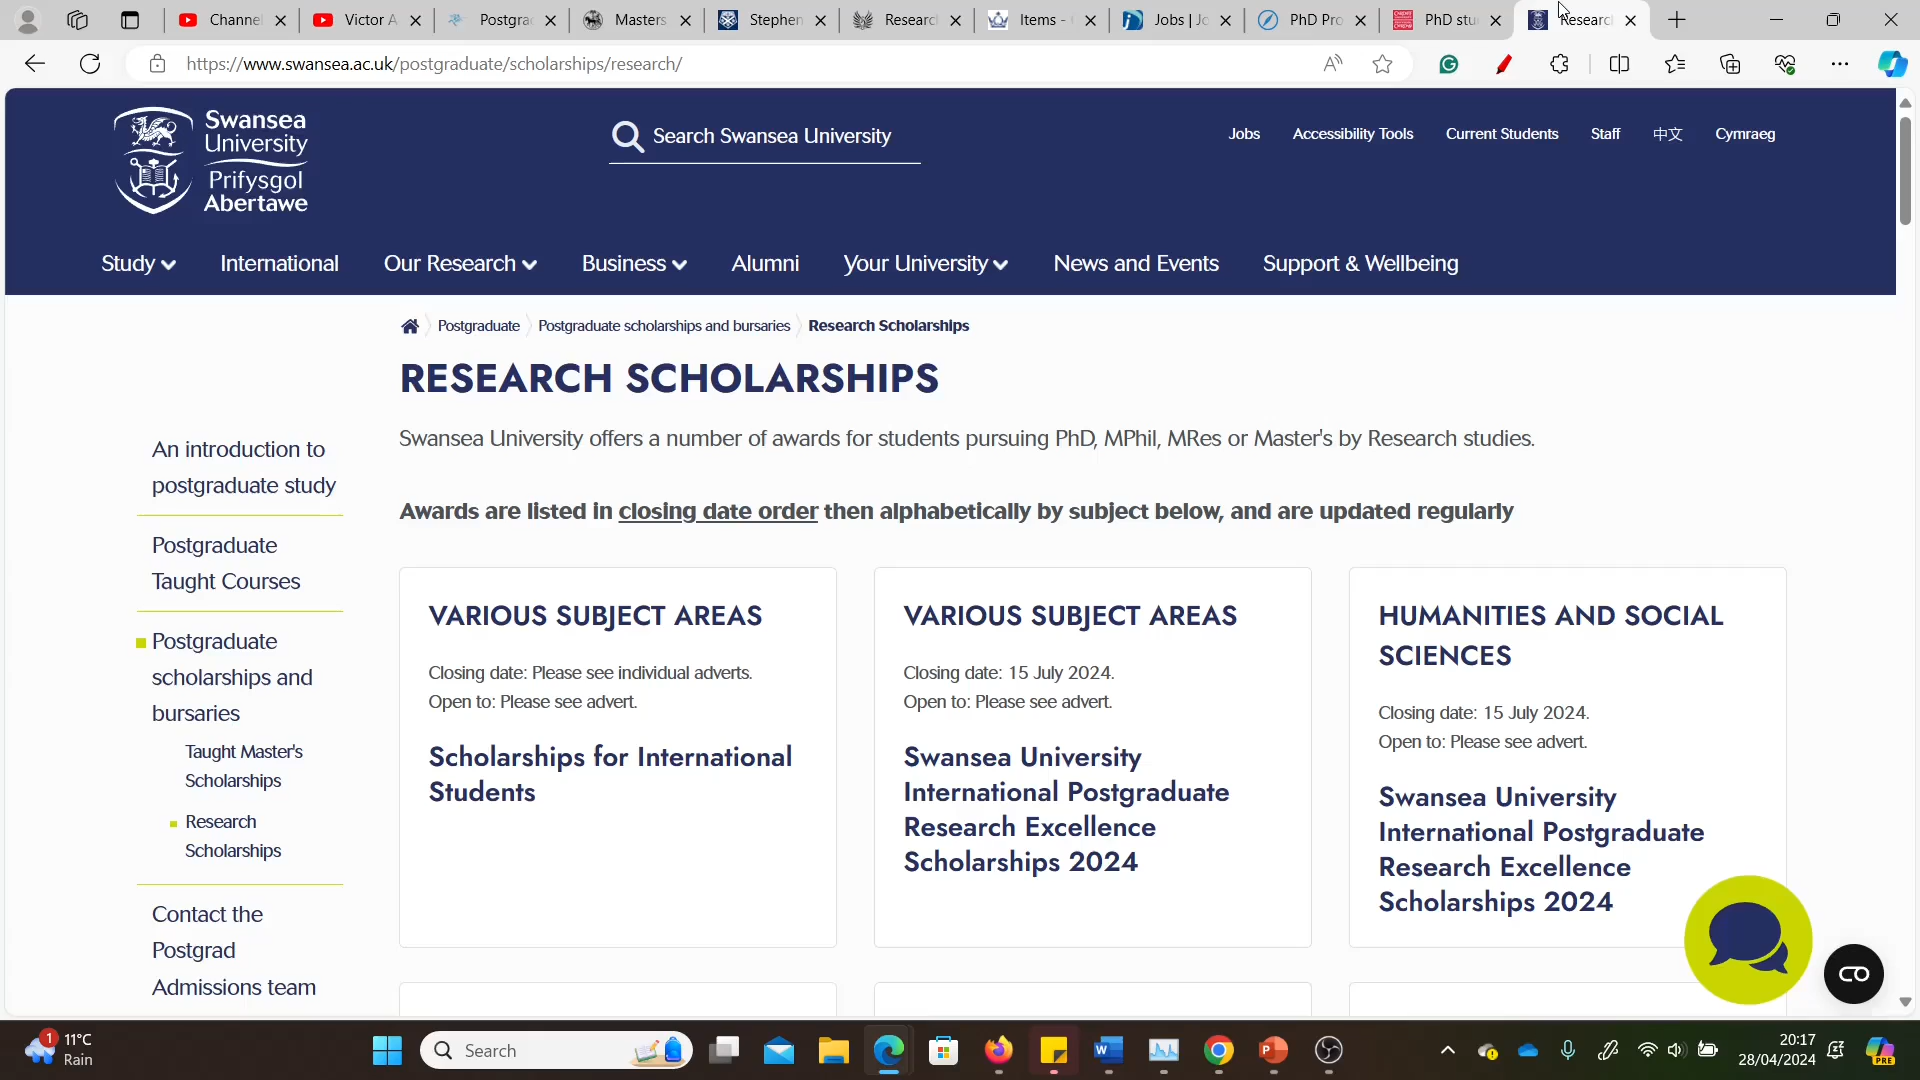 Channel
Victor A
Postgra
Masters
Stephen
Researc
Items -
Jobs | Jo
PhD Pro
PhD stu
Researc
https://www.swansea.ac.uk/postgraduate/scholarships/research/
Swansea
University
Prifysgol
Abertawe
Search Swansea University
Jobs
Accessibility Tools
Current Students
Staff
中文
Cymraeg
Study
International
Our Research
Business
Alumni
Your University
News and Events
Support & Wellbeing
Postgraduate
Postgraduate scholarships and bursaries
Research Scholarships
RESEARCH SCHOLARSHIPS
Swansea University offers a number of awards for students pursuing PhD, MPhil, MRes or Master's by Research studies.
Awards are listed in closing date order then alphabetically by subject below, and are updated regularly
An introduction to
postgraduate study
Postgraduate
Taught Courses
Postgraduate
scholarships and
bursaries
Taught Master's
Scholarships
Research
Scholarships
Contact the
Postgrad
Admissions team
VARIOUS SUBJECT AREAS
Closing date: Please see individual adverts.
Open to: Please see advert.
Scholarships for International
Students
VARIOUS SUBJECT AREAS
Closing date: 15 July 2024.
Open to: Please see advert.
Swansea University
International Postgraduate
Research Excellence
Scholarships 2024
HUMANITIES AND SOCIAL
SCIENCES
Closing date: 15 July 2024.
Open to: Please see advert.
Swansea University
International Postgraduate
Research Excellence
Scholarships 2024
1
11°C
Rain
Search
20:17
28/04/2024
PRE